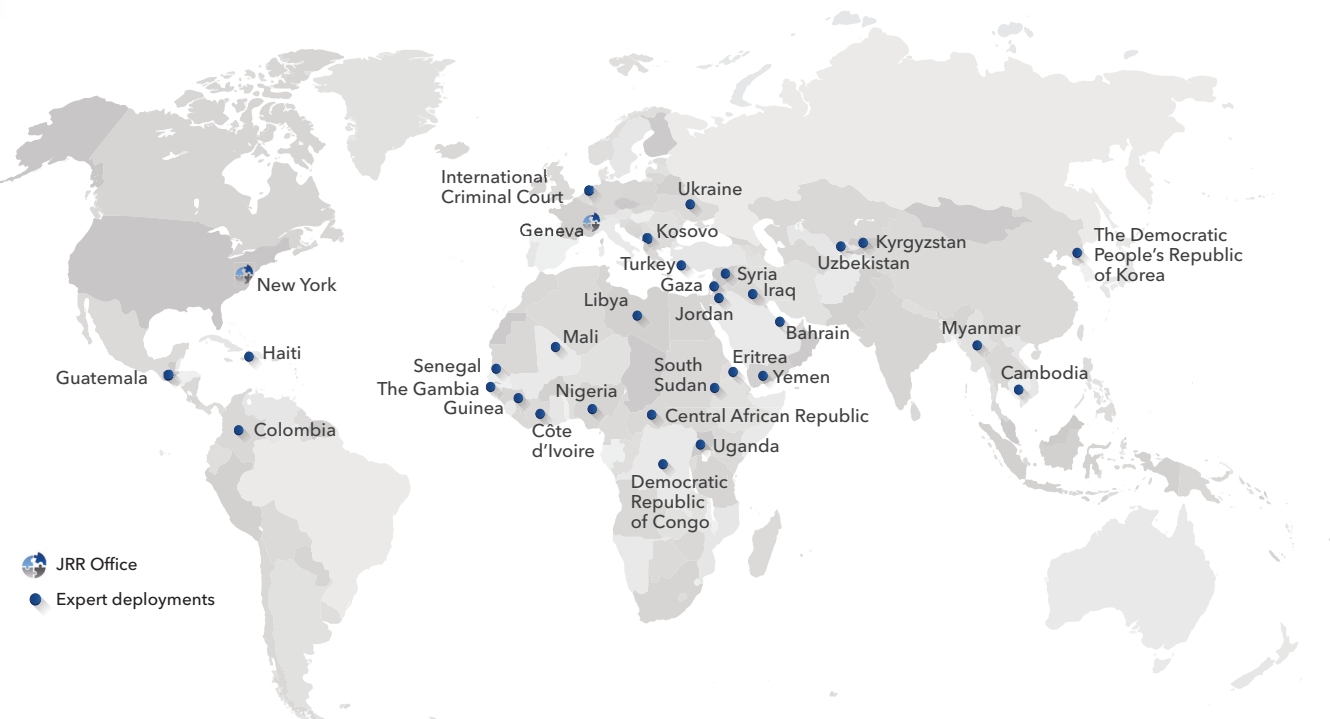 International
Criminal Court
Ukraine
Geneva
Kosovo
The Democratic
People's Republic
of Korea
Kyrgyzstan
Uzbekistan
Turkey
Syria
New York
Gaza
Iraq
Libya
Jordan
Bahrain
Myanmar
Mali
Haiti
Eritrea
Senegal
South
Sudan
Yemen
Cambodia
Guatemala
The Gambia
Nigeria
Guinea
Central African Republic
Colombia
Côte
d'Ivoire
Uganda
Democratic
Republic
of Congo
JRR Office
Expert deployments